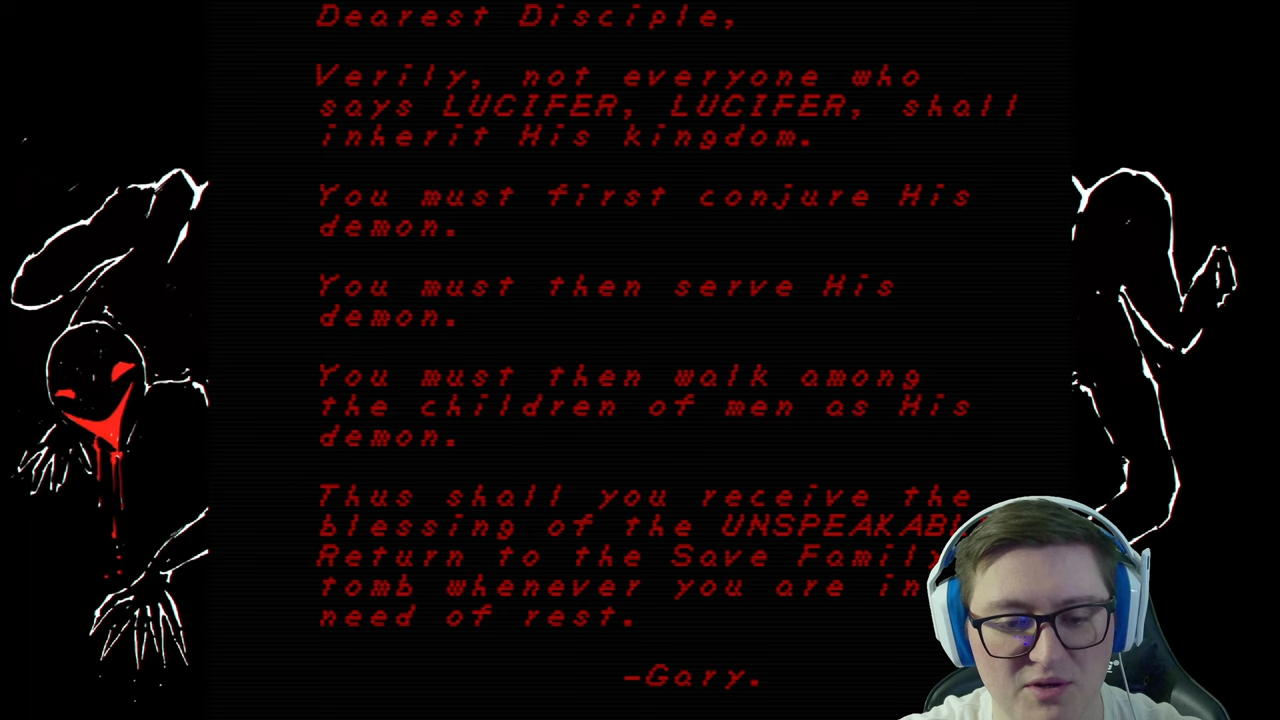 Dearest Disciple,
Verily, not everyone who
says LUCIFER, LUCIFER, shall
inherit His kingdom.
You must first conjure His
demon.
You must then serve His
demon.
You must then walk among
the children of men as His
demon.
Thus shall you receive the
blessing of the
Return to the Save Family
tomb whenever you are in
need of rest.
-Gary.